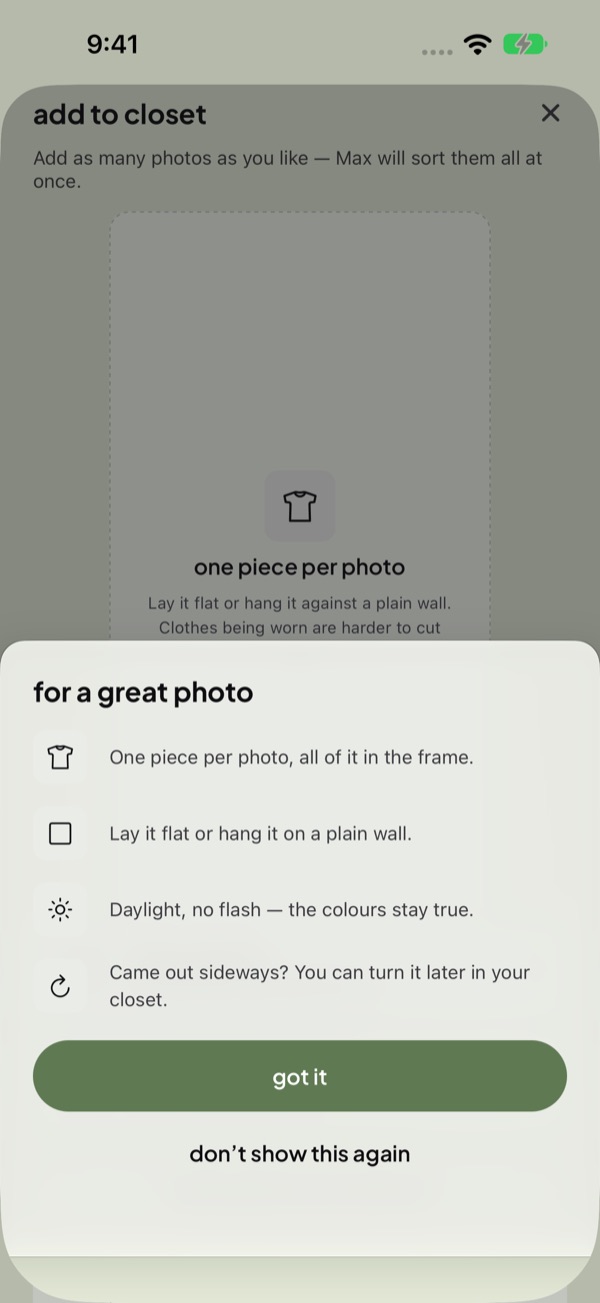 9:41
add to closet
Add as many photos as you like — Max will sort them all at
once.
one piece per photo
Lay it flat or hang it against a plain wall.
Clothes being worn are harder to cut
for a great photo
One piece per photo, all of it in the frame.
Lay it flat or hang it on a plain wall.
Daylight, no flash — the colours stay true.
Came out sideways? You can turn it later in your
closet.
got it
don’t show this again